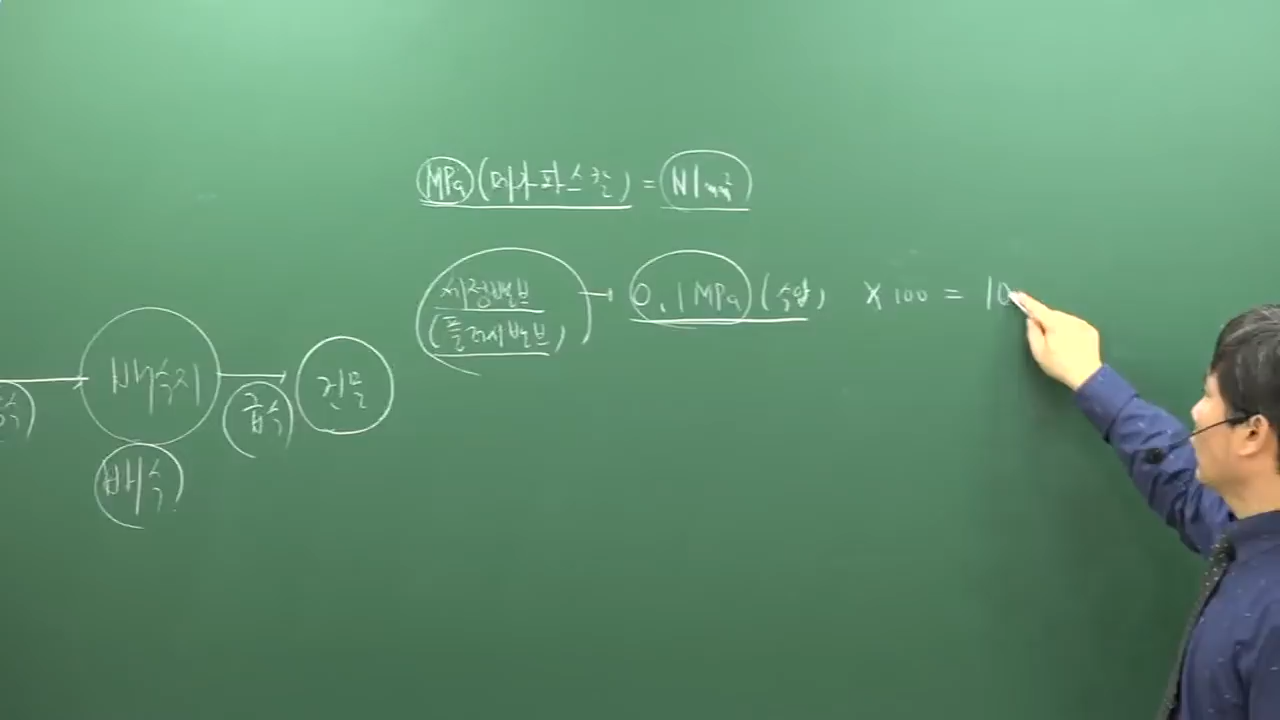 MPa (메가파스칼) = N/mm²
세정밸브 → 0.1MPa (수압) × 100 = 10
(플러시밸브)
배수지 → 건물
급수
배수